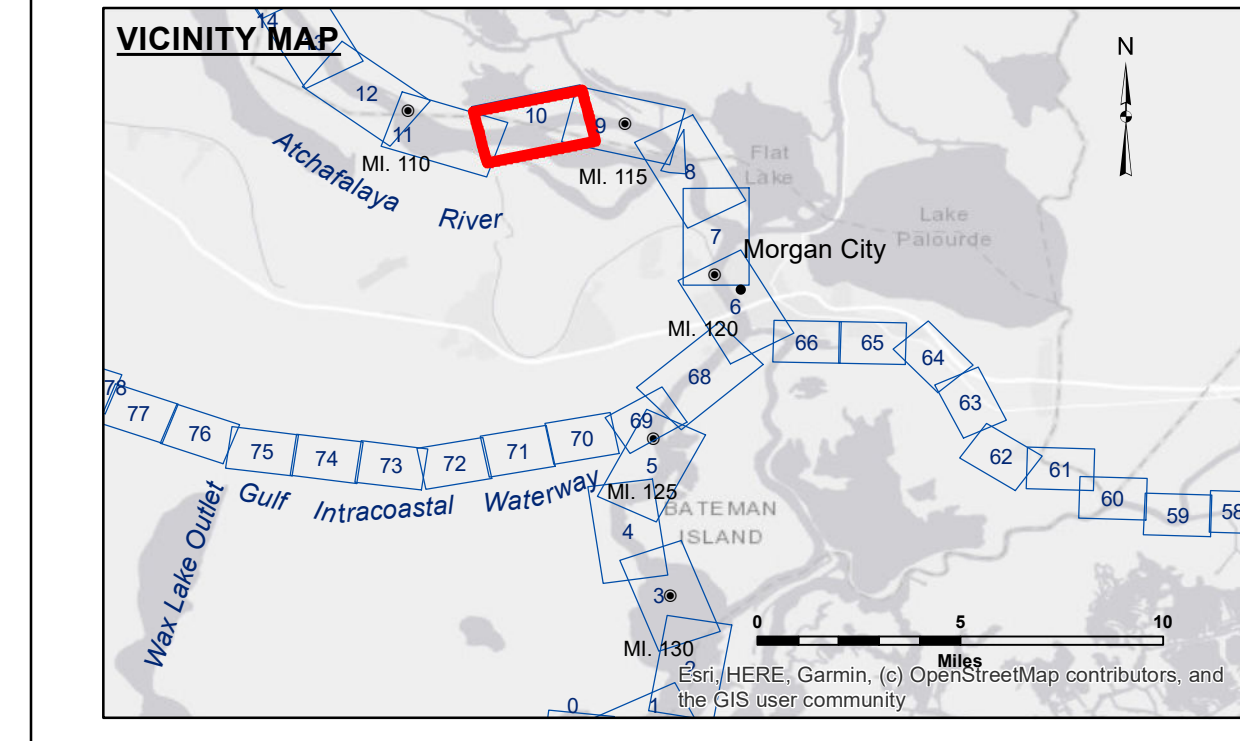 VICINITY MAP
N
14
13
12
11
10
9
MI. 110
MI. 115
8
Flat
Lake
Atchafalaya River
Lake
Palourde
7
Morgan City
6
MI. 120
66
65
64
63
68
69
78
77
76
75
74
73
72
71
70
62
61
60
59
58
5
MI. 125
Wax Lake Outlet
Gulf Intracoastal Waterway
BATEMAN
ISLAND
4
3
MI. 130
2
1
0
0 5 10
Miles
Esri, HERE, Garmin, (c) OpenStreetMap contributors, and
the GIS user community